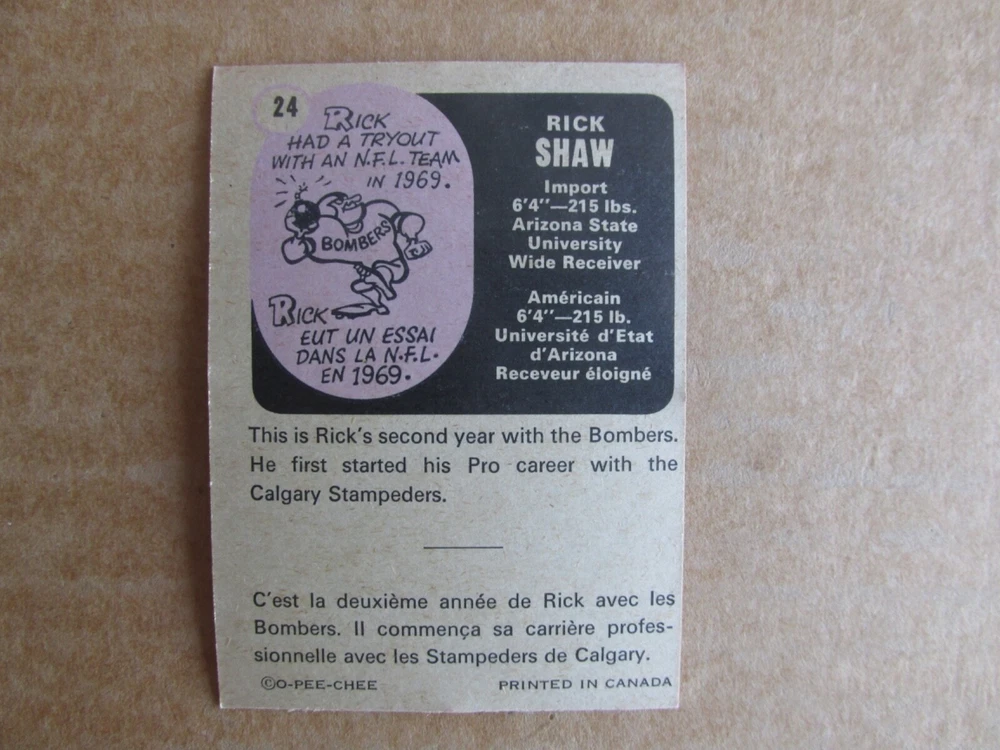 24
RICK
HAD A TRYOUT
WITH AN N.F.L. TEAM
IN 1969.
BOMBERS
RICK
EUT UN ESSAI
DANS LA N.F.L.
EN 1969.
RICK
SHAW
Import
6'4"—215 lbs.
Arizona State
University
Wide Receiver
Américain
6'4"—215 lb.
Université d'Etat
d'Arizona
Receveur éloigné
This is Rick's second year with the Bombers.
He first started his Pro career with the
Calgary Stampeders.
C'est la deuxième année de Rick avec les
Bombers. Il commença sa carrière profes-
sionnelle avec les Stampeders de Calgary.
©O-PEE-CHEE
PRINTED IN CANADA